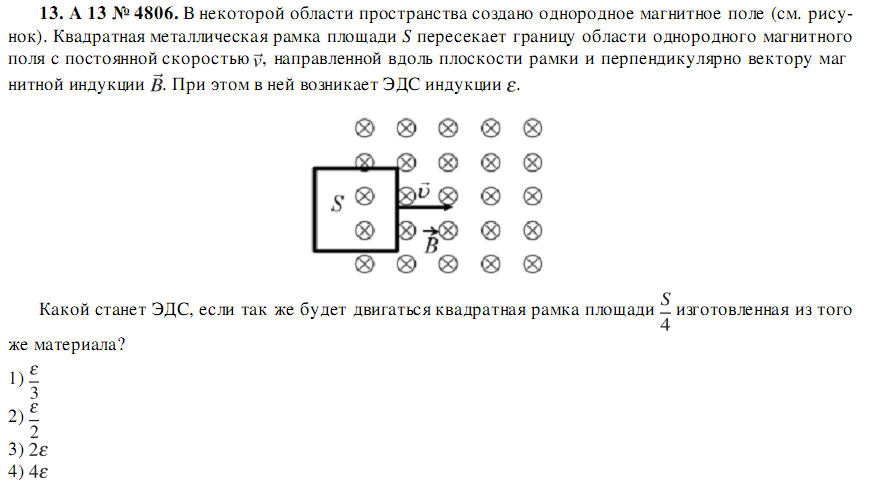 13. А 13 № 4806. В некоторой области пространства создано однородное магнитное поле (см. рису-
нок). Квадратная металлическая рамка площади S пересекает границу области однородного магнитного
поля с постоянной скоростью v⃗, направленной вдоль плоскости рамки и перпендикулярно вектору маг
нитной индукции B⃗. При этом в ней возникает ЭДС индукции ε.
S
v⃗
B⃗
Какой станет ЭДС, если так же будет двигаться квадратная рамка площади S/4 изготовленная из того
же материала?
1) ε/3
2) ε/2
3) 2ε
4) 4ε